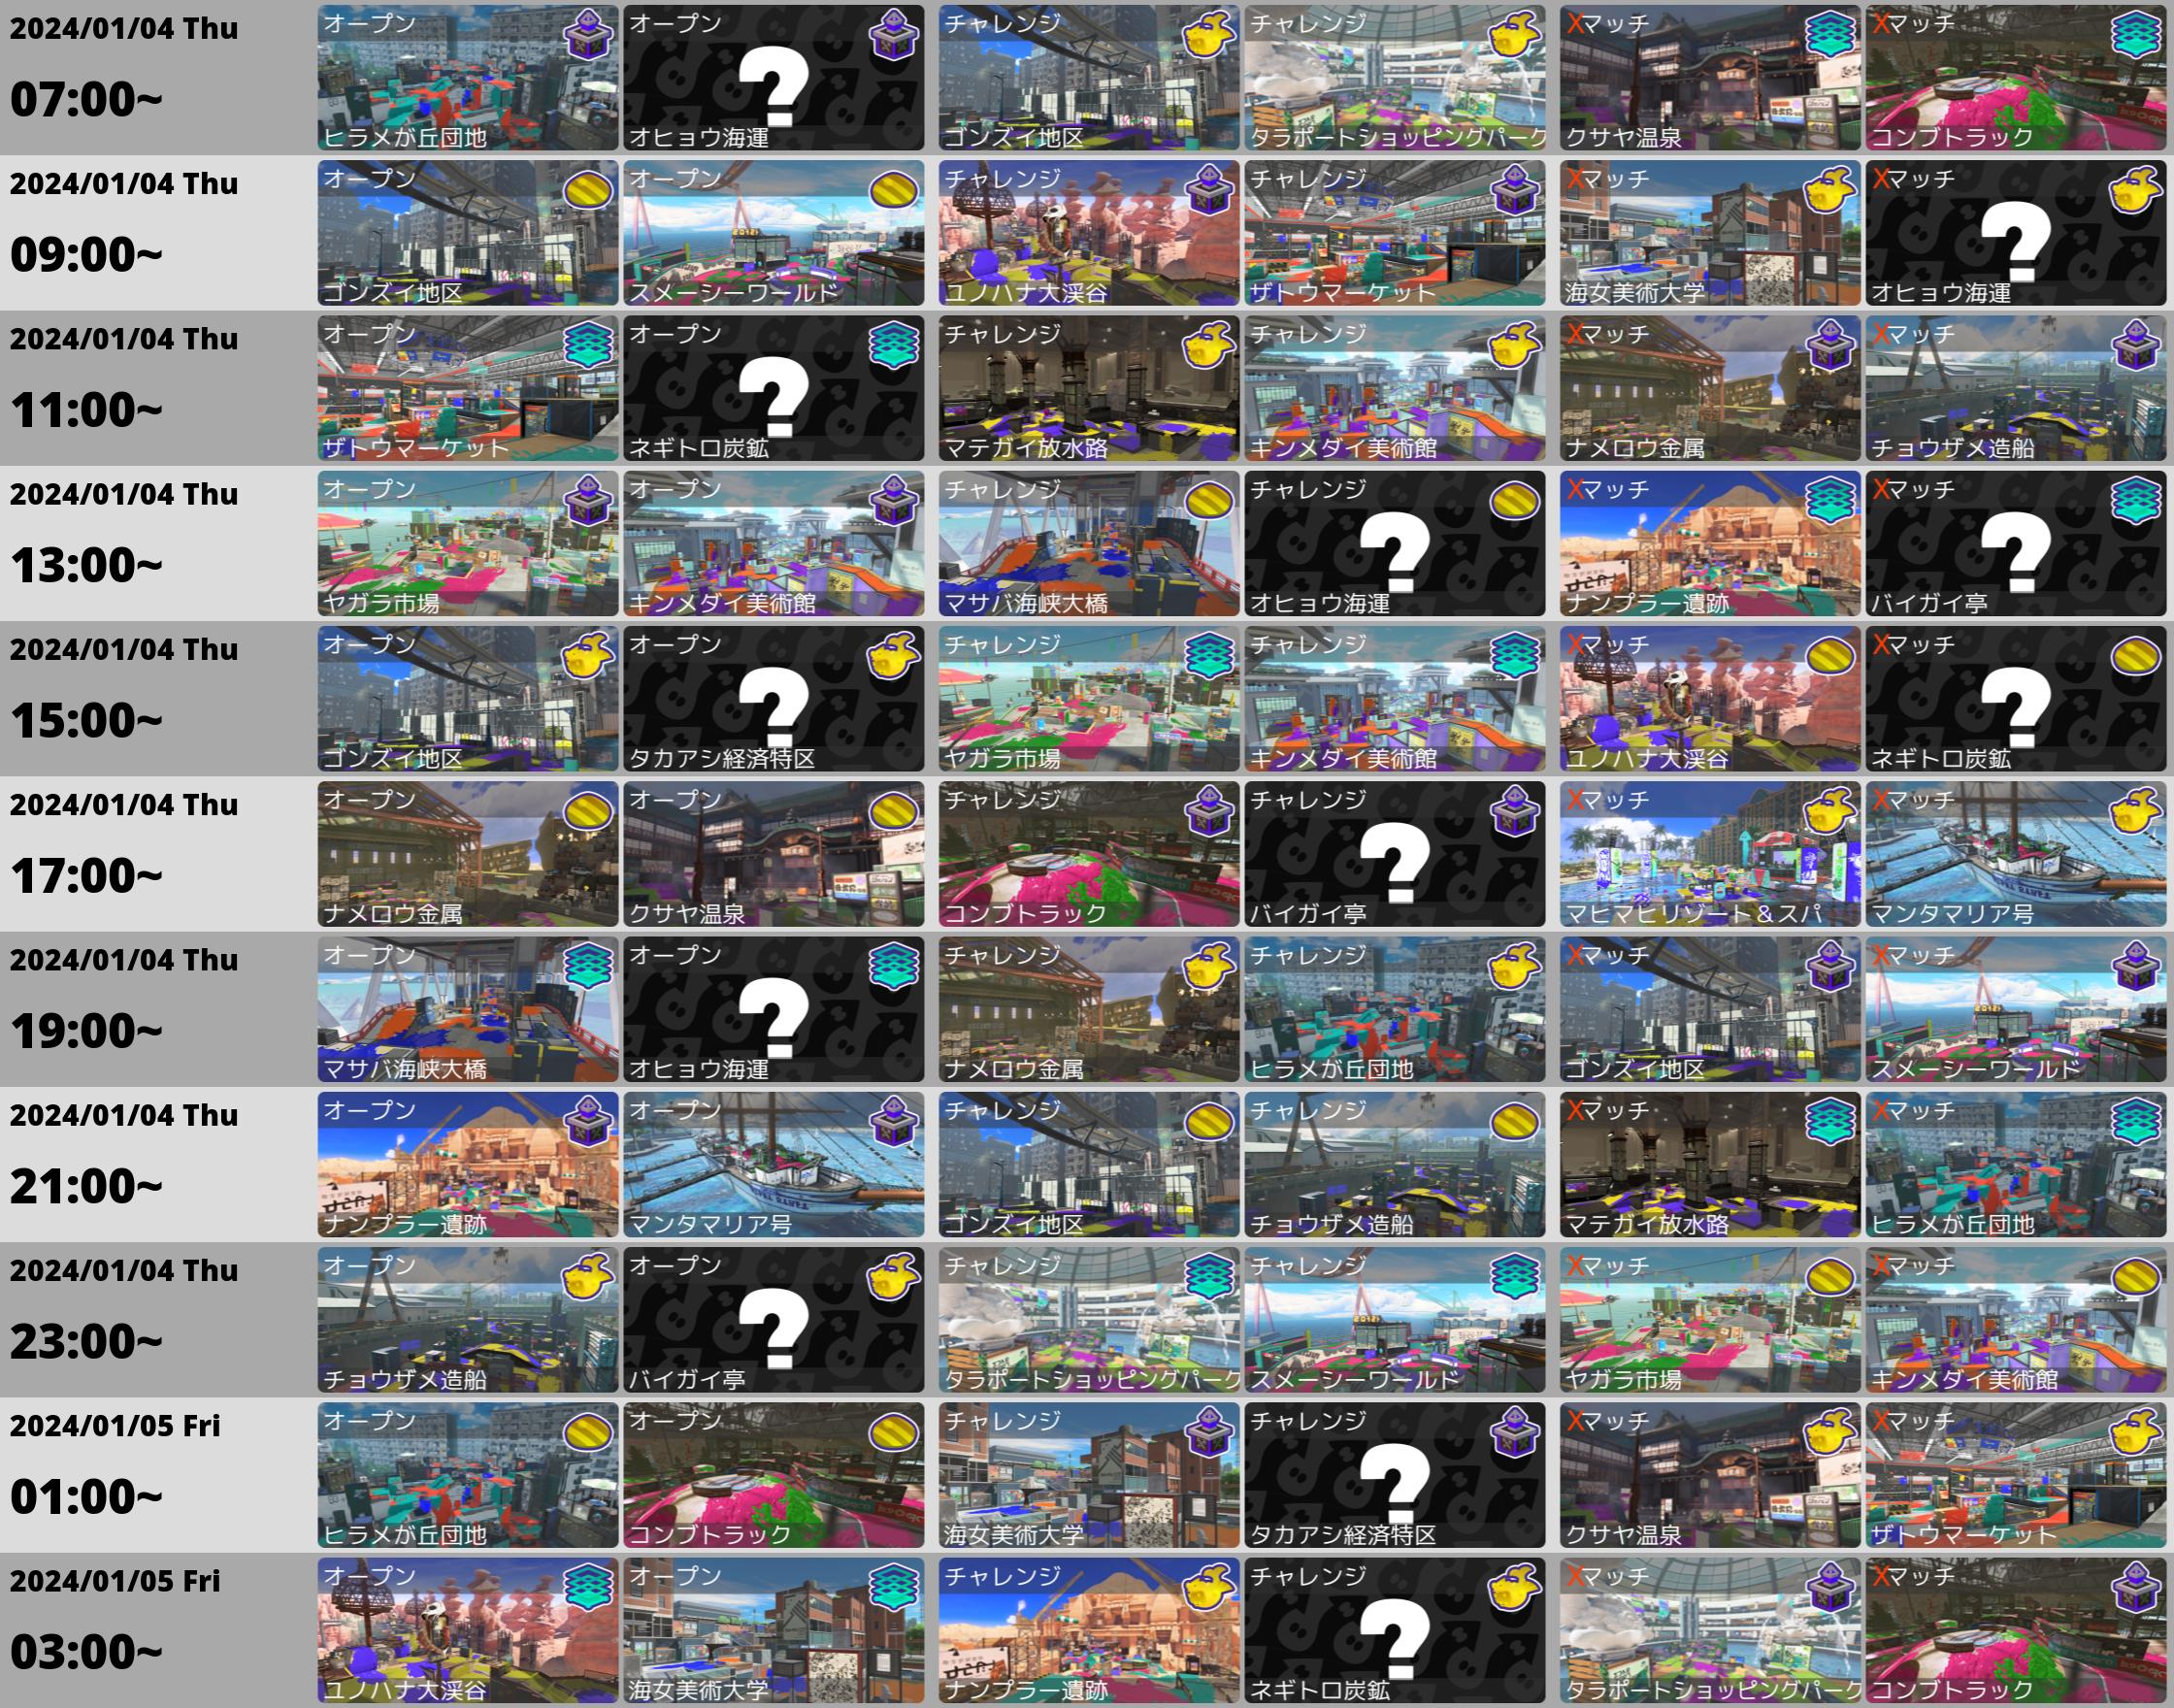 2024/01/04 Thu
07:00~
オープン
ヒラメが丘団地
オープン
オヒョウ海運
チャレンジ
ゴンズイ地区
チャレンジ
タラポートショッピングパーク
Xマッチ
クサヤ温泉
Xマッチ
コンブトラック
2024/01/04 Thu
09:00~
オープン
ゴンズイ地区
オープン
スメーシーワールド
チャレンジ
ユノハナ大渓谷
チャレンジ
ザトウマーケット
Xマッチ
海女美術大学
Xマッチ
オヒョウ海運
2024/01/04 Thu
11:00~
オープン
ザトウマーケット
オープン
ネギトロ炭鉱
チャレンジ
マテガイ放水路
チャレンジ
キンメダイ美術館
Xマッチ
ナメロウ金属
Xマッチ
チョウザメ造船
2024/01/04 Thu
13:00~
オープン
ヤガラ市場
オープン
キンメダイ美術館
チャレンジ
マサバ海峡大橋
チャレンジ
オヒョウ海運
Xマッチ
ナンプラー遺跡
Xマッチ
バイガイ亭
2024/01/04 Thu
15:00~
オープン
ゴンズイ地区
オープン
タカアシ経済特区
チャレンジ
ヤガラ市場
チャレンジ
キンメダイ美術館
Xマッチ
ユノハナ大渓谷
Xマッチ
ネギトロ炭鉱
2024/01/04 Thu
17:00~
オープン
ナメロウ金属
オープン
クサヤ温泉
チャレンジ
コンブトラック
チャレンジ
バイガイ亭
Xマッチ
マヒマヒリゾート&スパ
Xマッチ
マンタマリア号
2024/01/04 Thu
19:00~
オープン
マサバ海峡大橋
オープン
オヒョウ海運
チャレンジ
ナメロウ金属
チャレンジ
ヒラメが丘団地
Xマッチ
ゴンズイ地区
Xマッチ
スメーシーワールド
2024/01/04 Thu
21:00~
オープン
ナンプラー遺跡
オープン
マンタマリア号
チャレンジ
ゴンズイ地区
チャレンジ
チョウザメ造船
Xマッチ
マテガイ放水路
Xマッチ
ヒラメが丘団地
2024/01/04 Thu
23:00~
オープン
チョウザメ造船
オープン
バイガイ亭
チャレンジ
タラポートショッピングパーク
チャレンジ
スメーシーワールド
Xマッチ
ヤガラ市場
Xマッチ
キンメダイ美術館
2024/01/05 Fri
01:00~
オープン
ヒラメが丘団地
オープン
コンブトラック
チャレンジ
海女美術大学
チャレンジ
タカアシ経済特区
Xマッチ
クサヤ温泉
Xマッチ
ザトウマーケット
2024/01/05 Fri
03:00~
オープン
ユノハナ大渓谷
オープン
海女美術大学
チャレンジ
ナンプラー遺跡
チャレンジ
ネギトロ炭鉱
Xマッチ
タラポートショッピングパーク
Xマッチ
コンブトラック